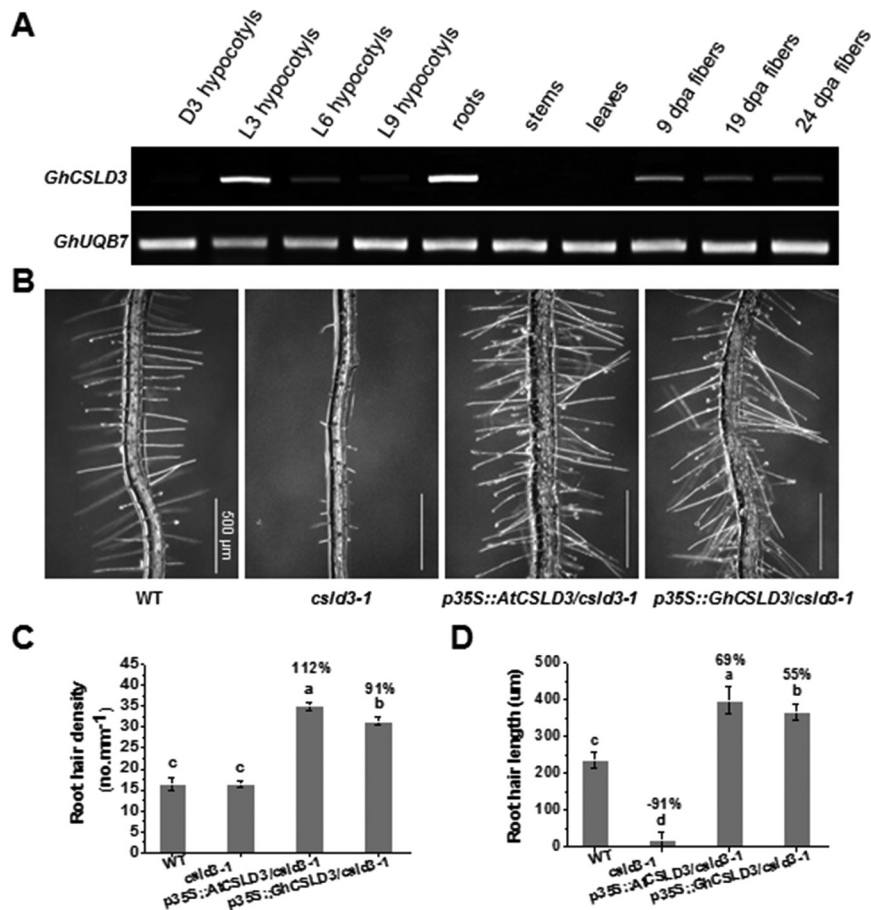 A
D3 hypocotyls
L3 hypocotyls
L6 hypocotyls
L9 hypocotyls
roots
stems
leaves
9 dpa fibers
19 dpa fibers
24 dpa fibers
GhCSLD3
GhUQB7
B
500 µm
WT
csld3-1
p35S::AtCSLD3/csld3-1
p35S::GhCSLD3/csld3-1
C
Root hair density
(no.mm-1)
45
40
35
30
25
20
15
10
5
0
c
c
112%
a
91%
b
WT
csld3-1
p35S::AtCSLD3/csld3-1
p35S::GhCSLD3/csld3-1
D
Root hair length (um)
500
400
300
200
100
0
c
-91%
d
69%
a
55%
b
WT
csld3-1
p35S::AtCSLD3/csld3-1
p35S::GhCSLD3/csld3-1